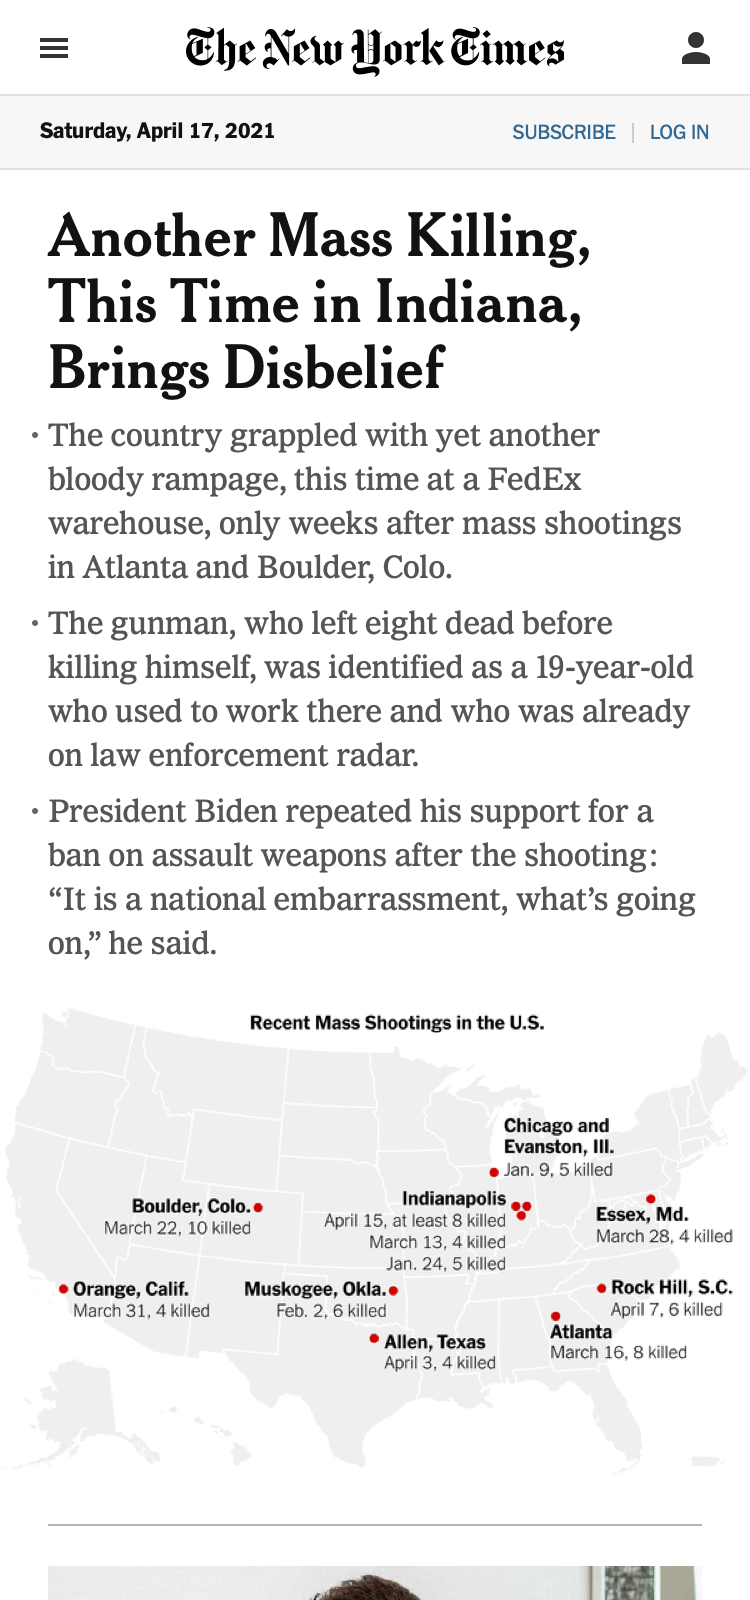 The New York Times
Saturday, April 17, 2021
SUBSCRIBE | LOG IN
Another Mass Killing,
This Time in Indiana,
Brings Disbelief
• The country grappled with yet another
bloody rampage, this time at a FedEx
warehouse, only weeks after mass shootings
in Atlanta and Boulder, Colo.
• The gunman, who left eight dead before
killing himself, was identified as a 19-year-old
who used to work there and who was already
on law enforcement radar.
• President Biden repeated his support for a
ban on assault weapons after the shooting:
“It is a national embarrassment, what’s going
on,” he said.
Recent Mass Shootings in the U.S.
Chicago and
Evanston, Ill.
Jan. 9, 5 killed
Boulder, Colo.
March 22, 10 killed
Indianapolis
April 15, at least 8 killed
March 13, 4 killed
Jan. 24, 5 killed
Essex, Md.
March 28, 4 killed
Orange, Calif.
March 31, 4 killed
Muskogee, Okla.
Feb. 2, 6 killed
Rock Hill, S.C.
April 7, 6 killed
Allen, Texas
April 3, 4 killed
Atlanta
March 16, 8 killed